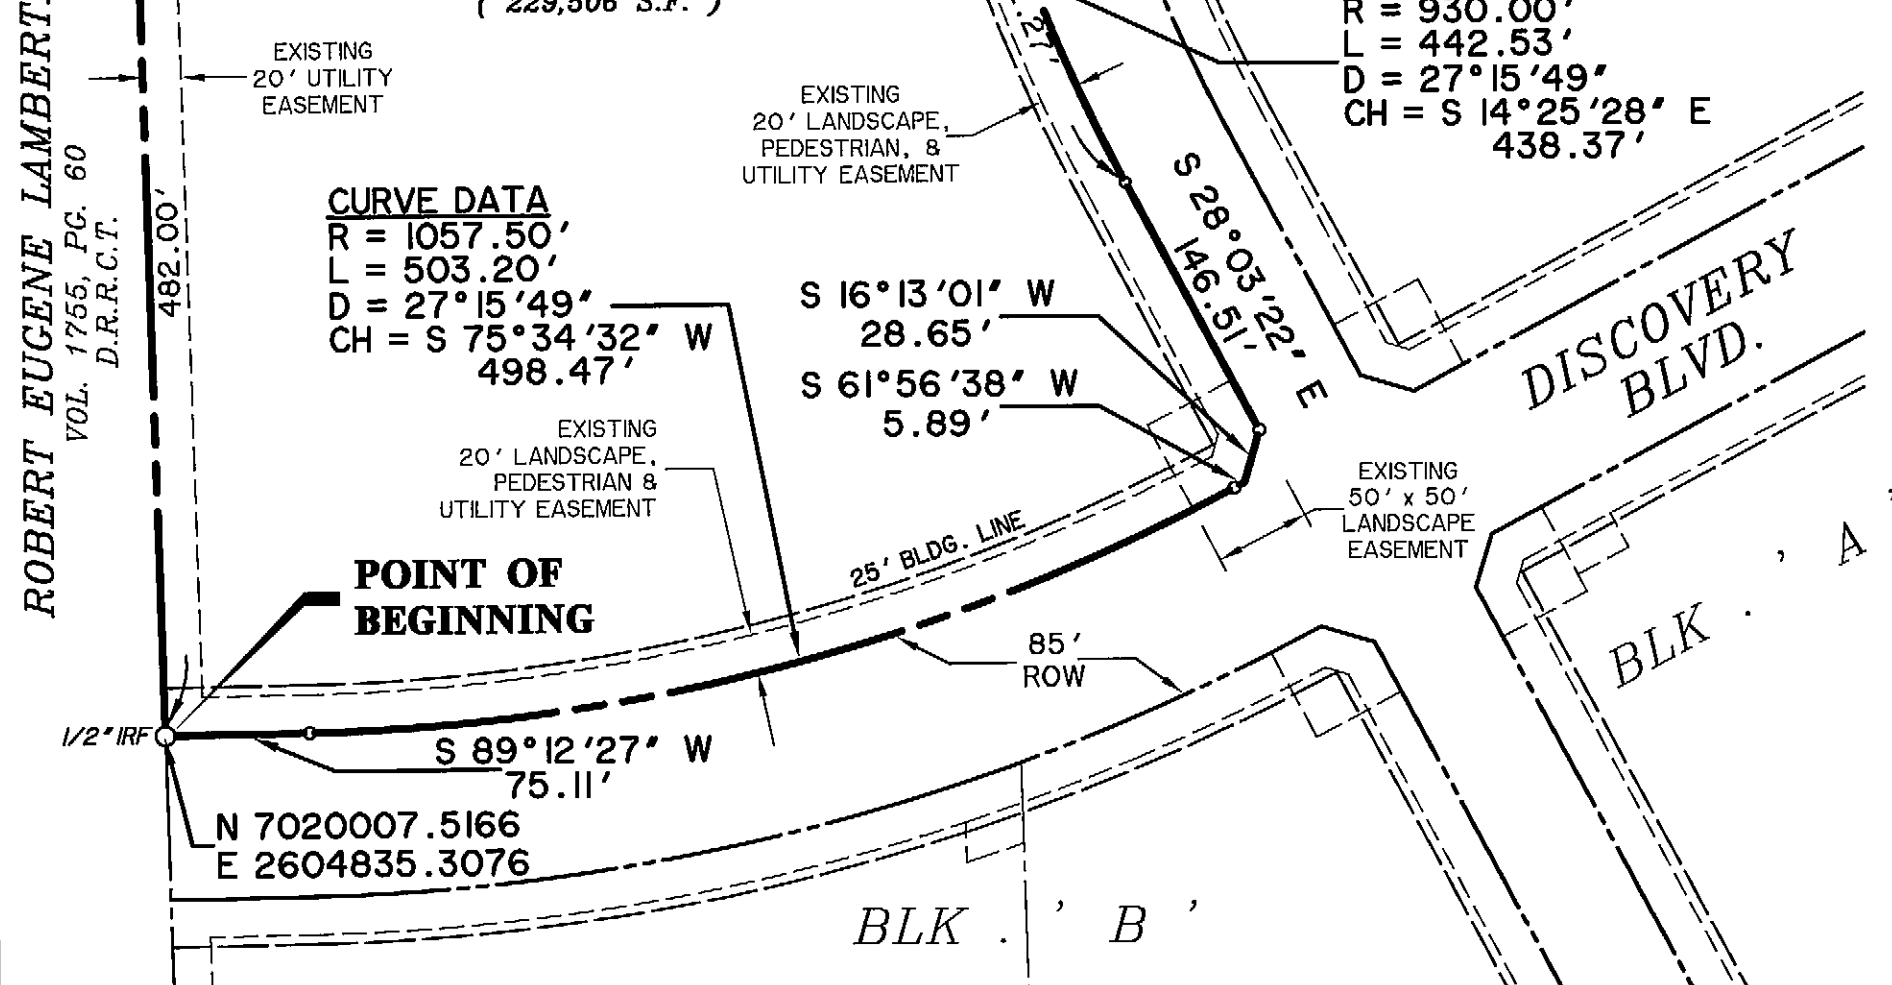 ( 229,506 S.F. )
R = 930.00'
L = 442.53'
D = 27°15'49"
CH = S 14°25'28" E
438.37'
ROBERT EUGENE LAMBERT
VOL. 1755, PG. 60
D.R.R.C.T.
EXISTING
20' UTILITY
EASEMENT
482.00'
EXISTING
20' LANDSCAPE,
PEDESTRIAN, &
UTILITY EASEMENT
.27'
CURVE DATA
R = 1057.50'
L = 503.20'
D = 27°15'49"
CH = S 75°34'32" W
498.47'
S 28°03'22" E
146.51'
S 16°13'01" W
28.65'
S 61°56'38" W
5.89'
DISCOVERY
BLVD.
EXISTING
20' LANDSCAPE,
PEDESTRIAN &
UTILITY EASEMENT
EXISTING
50' x 50'
LANDSCAPE
EASEMENT
25' BLDG. LINE
POINT OF
BEGINNING
85'
ROW
BLK . ' A '
1/2" IRF
S 89°12'27" W
75.11'
N 7020007.5166
E 2604835.3076
BLK . ' B '